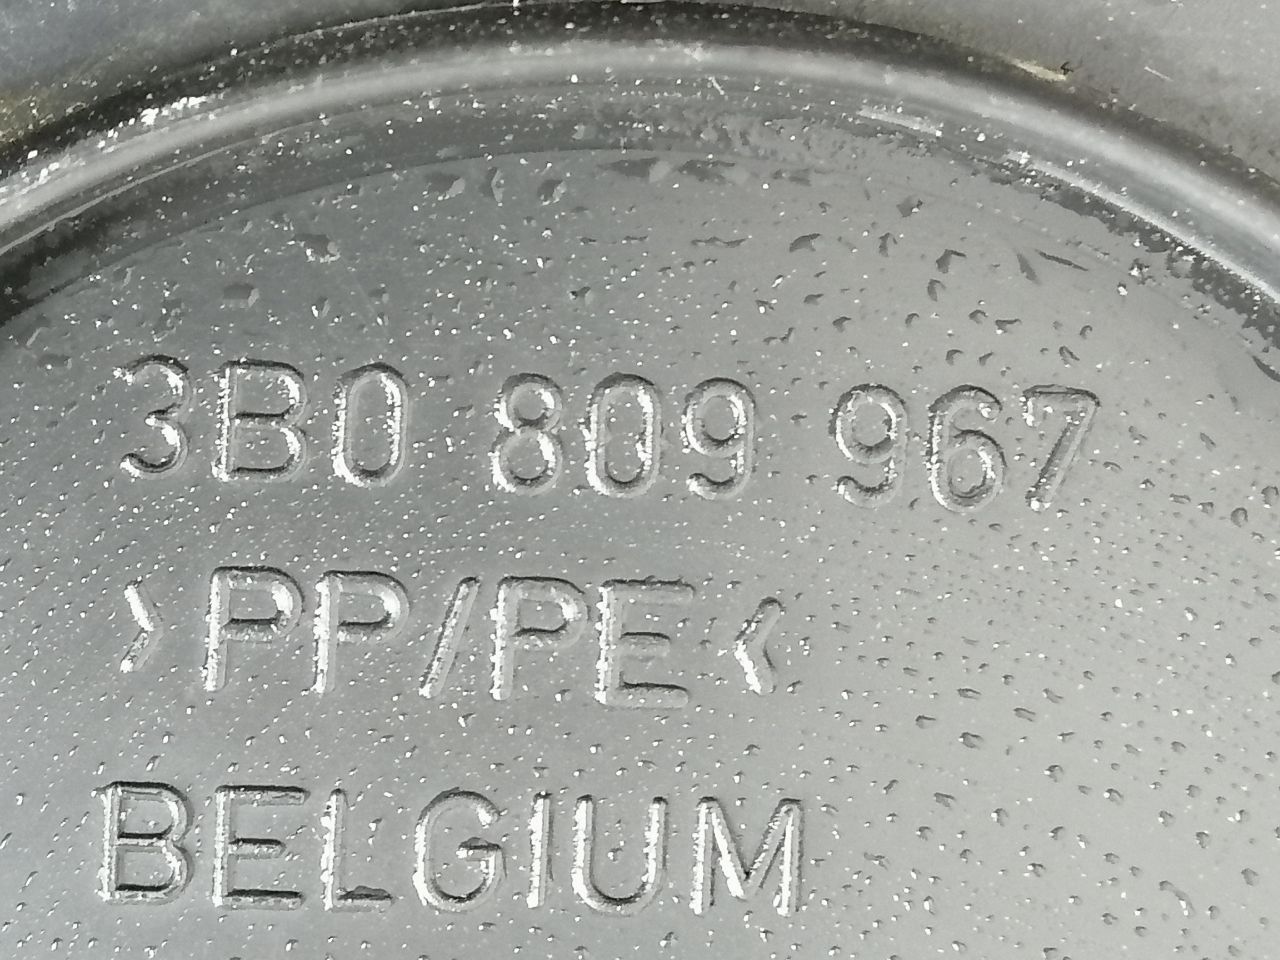 3B0 809 967
>PP/PE<
BELGIUM